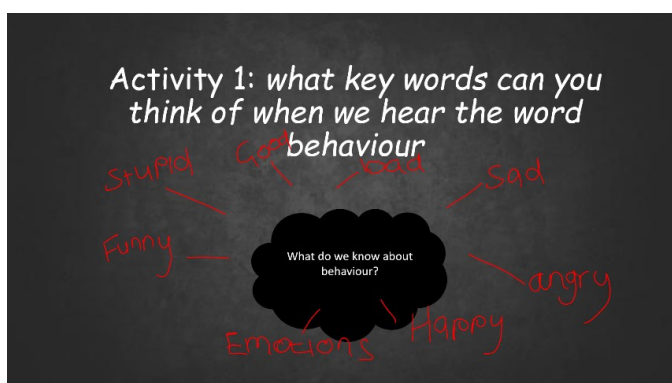 Activity 1: what key words can you
think of when we hear the word
behaviour
Good
bad
Stupid
Sad
Funny
What do we know about
behaviour?
angry
Happy
Emotions